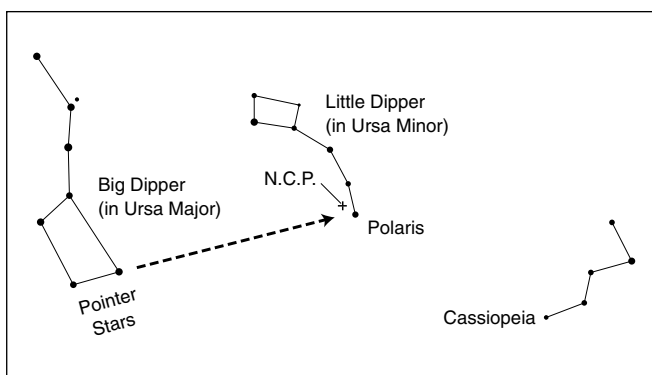 Little Dipper
(in Ursa Minor)
N.C.P.
Big Dipper
(in Ursa Major)
Polaris
Pointer
Stars
Cassiopeia